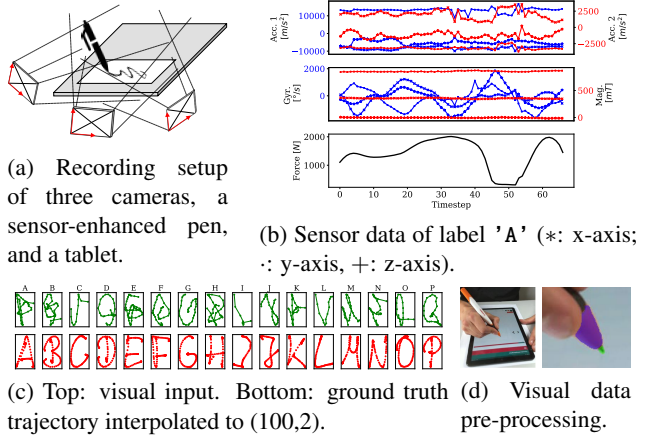 Acc. 1
[m/s²]
10000
0
−10000
2500
0
−2500
Acc. 2
[m/s²]
Gyr.
[°/s]
2000
0
500
0
Mag.
[mT]
Force [N]
2000
1000
0 10 20 30 40 50 60
Timestep
(a) Recording setup
of three cameras, a
sensor-enhanced pen,
and a tablet.
(b) Sensor data of label 'A' (∗: x-axis;
·: y-axis, +: z-axis).
A B C D E F G H I J K L M N O P
A B C D E F G H I J K L M N O P
(c) Top: visual input. Bottom: ground truth
trajectory interpolated to (100,2).
(d) Visual data
pre-processing.